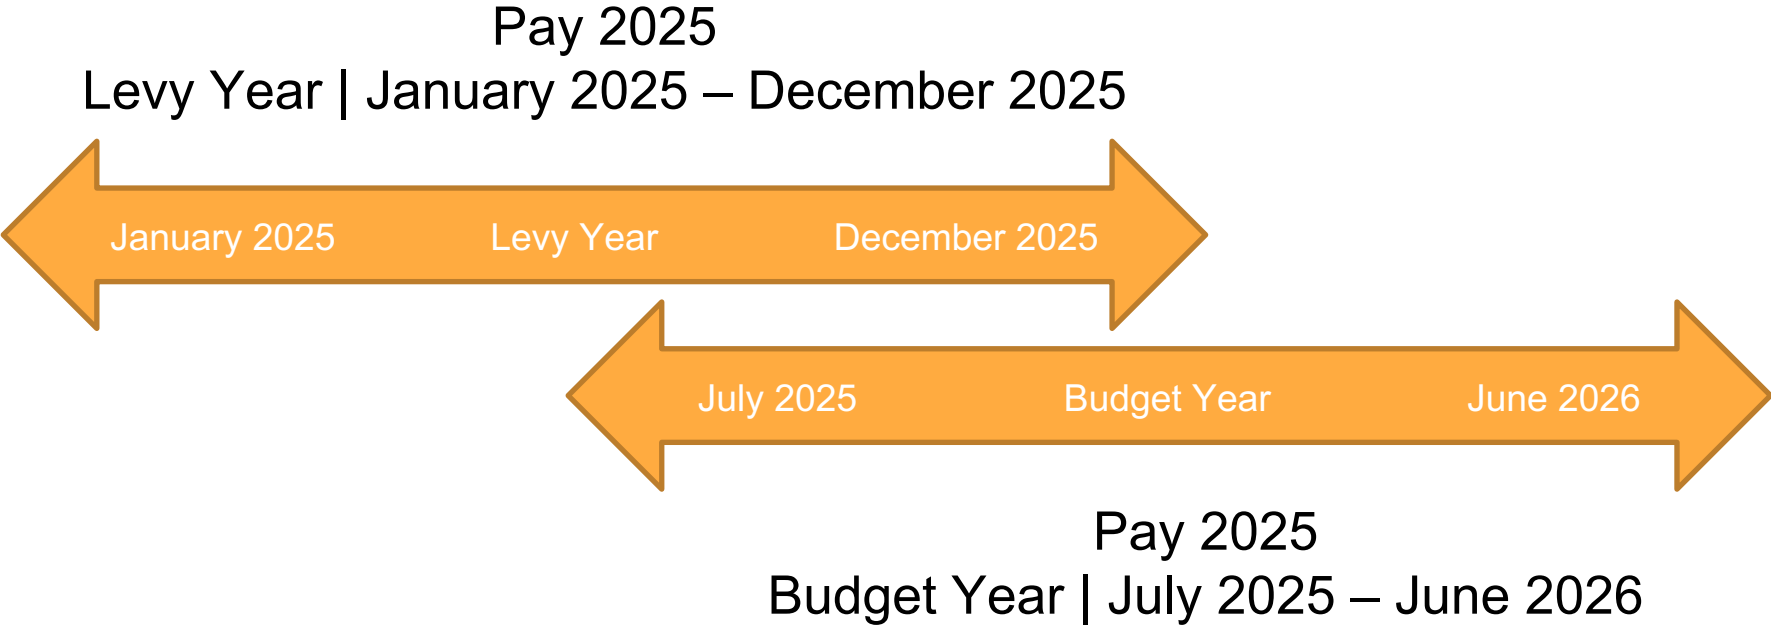 Pay 2025
Levy Year | January 2025 – December 2025
January 2025 Levy Year December 2025
July 2025 Budget Year June 2026
Pay 2025
Budget Year | July 2025 – June 2026